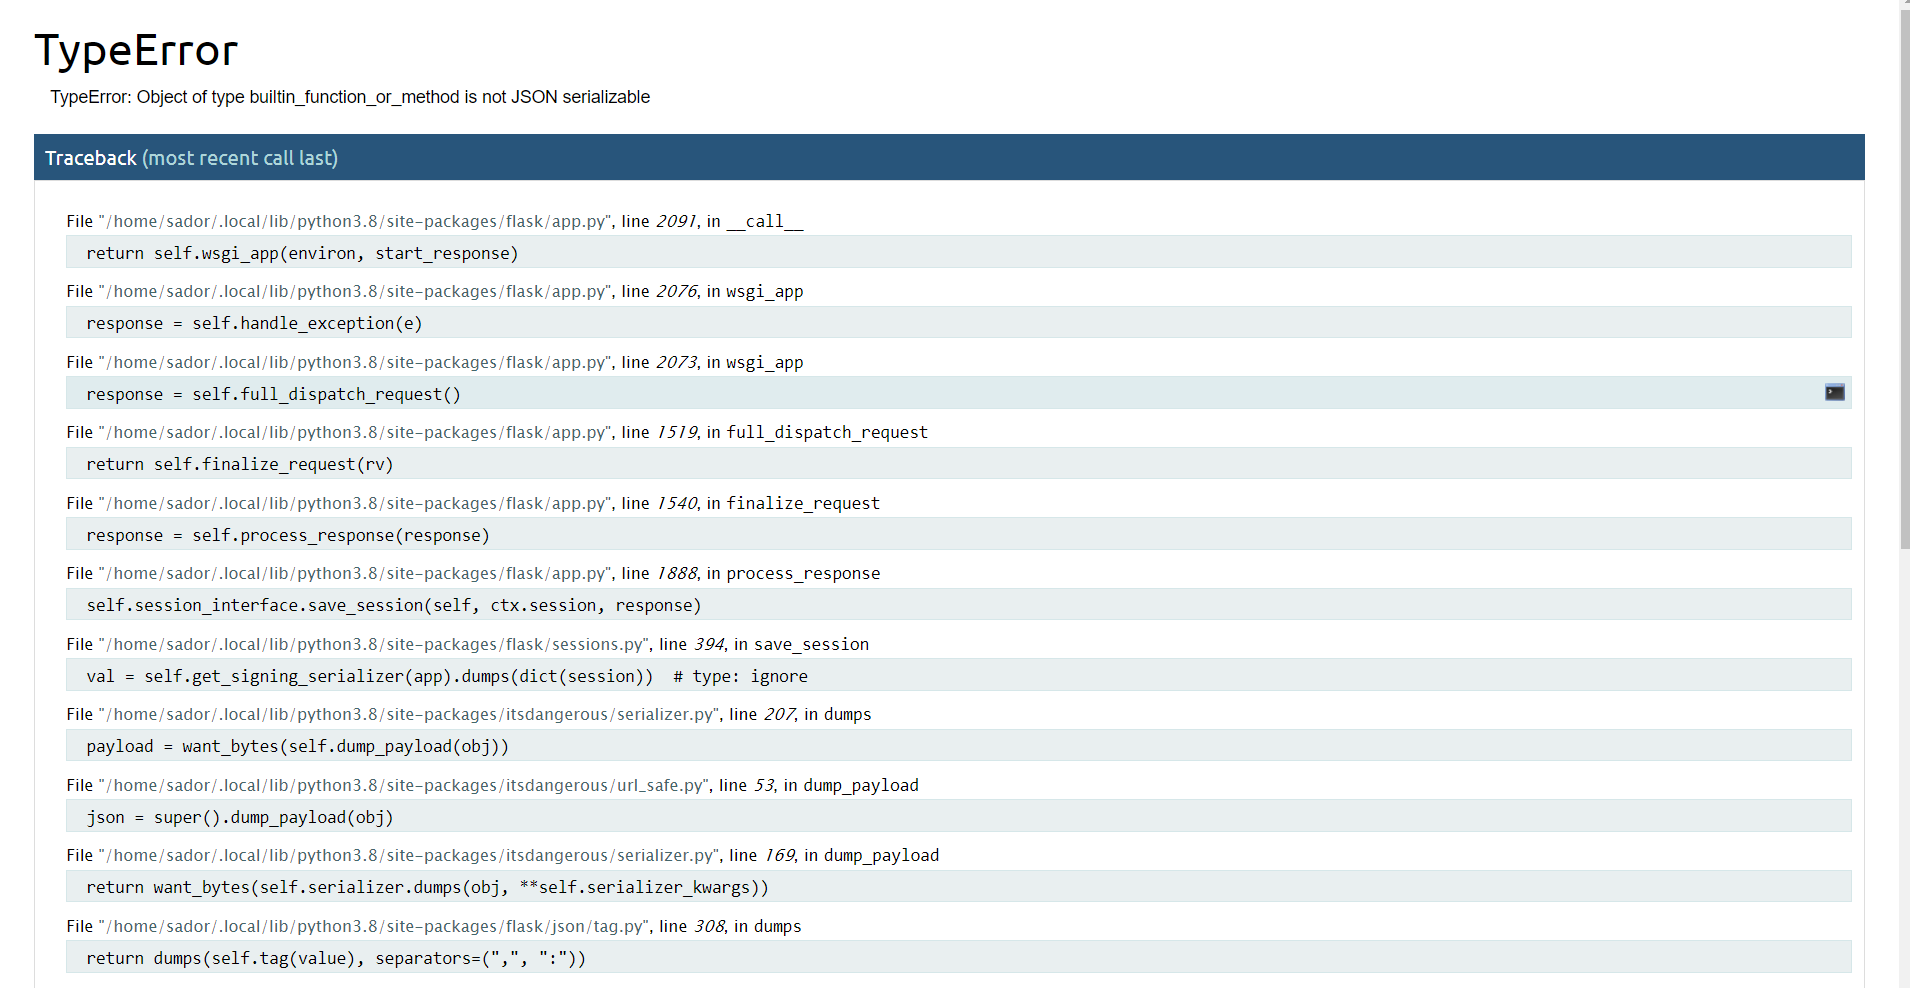 TypeError
TypeError: Object of type builtin_function_or_method is not JSON serializable
Traceback (most recent call last)
File "/home/sador/.local/lib/python3.8/site-packages/flask/app.py", line 2091, in __call__
return self.wsgi_app(environ, start_response)
File "/home/sador/.local/lib/python3.8/site-packages/flask/app.py", line 2076, in wsgi_app
response = self.handle_exception(e)
File "/home/sador/.local/lib/python3.8/site-packages/flask/app.py", line 2073, in wsgi_app
response = self.full_dispatch_request()
File "/home/sador/.local/lib/python3.8/site-packages/flask/app.py", line 1519, in full_dispatch_request
return self.finalize_request(rv)
File "/home/sador/.local/lib/python3.8/site-packages/flask/app.py", line 1540, in finalize_request
response = self.process_response(response)
File "/home/sador/.local/lib/python3.8/site-packages/flask/app.py", line 1888, in process_response
self.session_interface.save_session(self, ctx.session, response)
File "/home/sador/.local/lib/python3.8/site-packages/flask/sessions.py", line 394, in save_session
val = self.get_signing_serializer(app).dumps(dict(session))  # type: ignore
File "/home/sador/.local/lib/python3.8/site-packages/itsdangerous/serializer.py", line 207, in dumps
payload = want_bytes(self.dump_payload(obj))
File "/home/sador/.local/lib/python3.8/site-packages/itsdangerous/url_safe.py", line 53, in dump_payload
json = super().dump_payload(obj)
File "/home/sador/.local/lib/python3.8/site-packages/itsdangerous/serializer.py", line 169, in dump_payload
return want_bytes(self.serializer.dumps(obj, **self.serializer_kwargs))
File "/home/sador/.local/lib/python3.8/site-packages/flask/json/tag.py", line 308, in dumps
return dumps(self.tag(value), separators=(",", ":"))